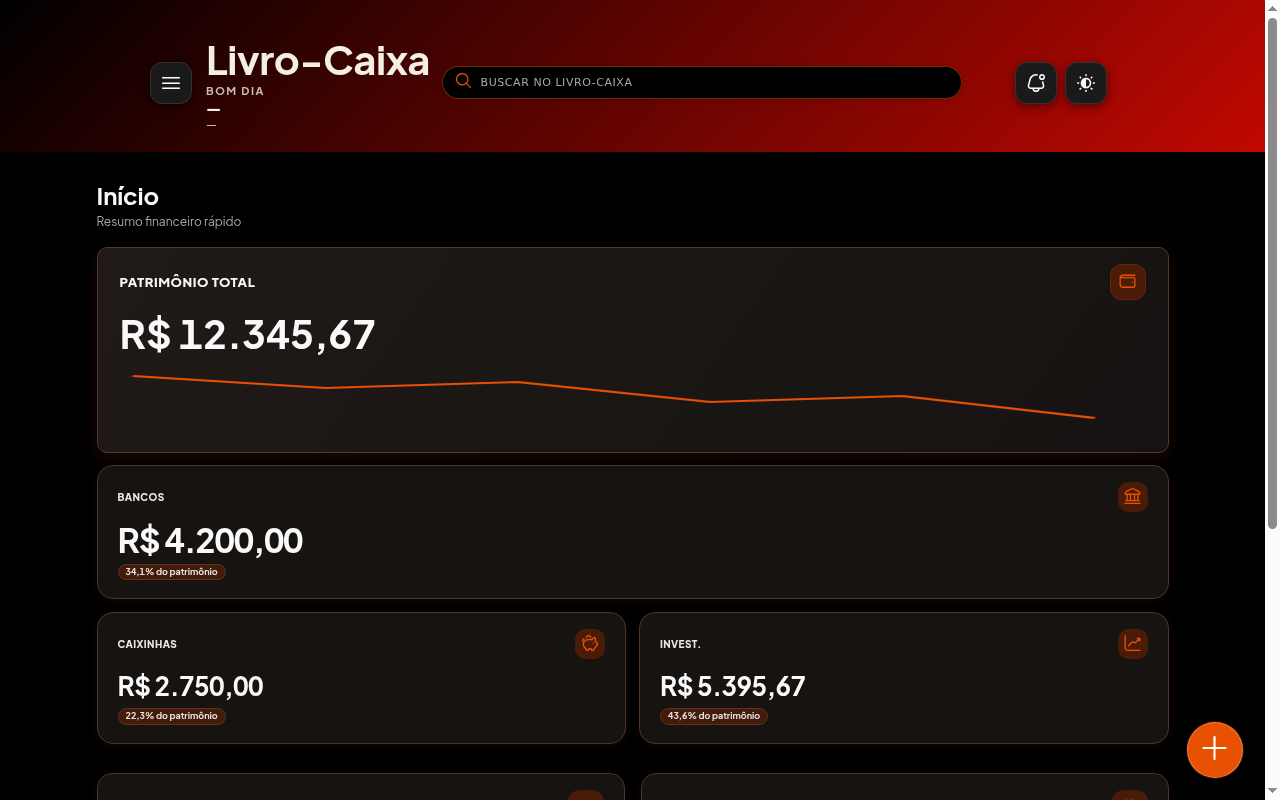 Livro-Caixa
BOM DIA
—
—
BUSCAR NO LIVRO-CAIXA
Início
Resumo financeiro rápido
PATRIMÔNIO TOTAL
R$ 12.345,67
BANCOS
R$ 4.200,00
34,1% do patrimônio
CAIXINHAS
R$ 2.750,00
22,3% do patrimônio
INVEST.
R$ 5.395,67
43,6% do patrimônio